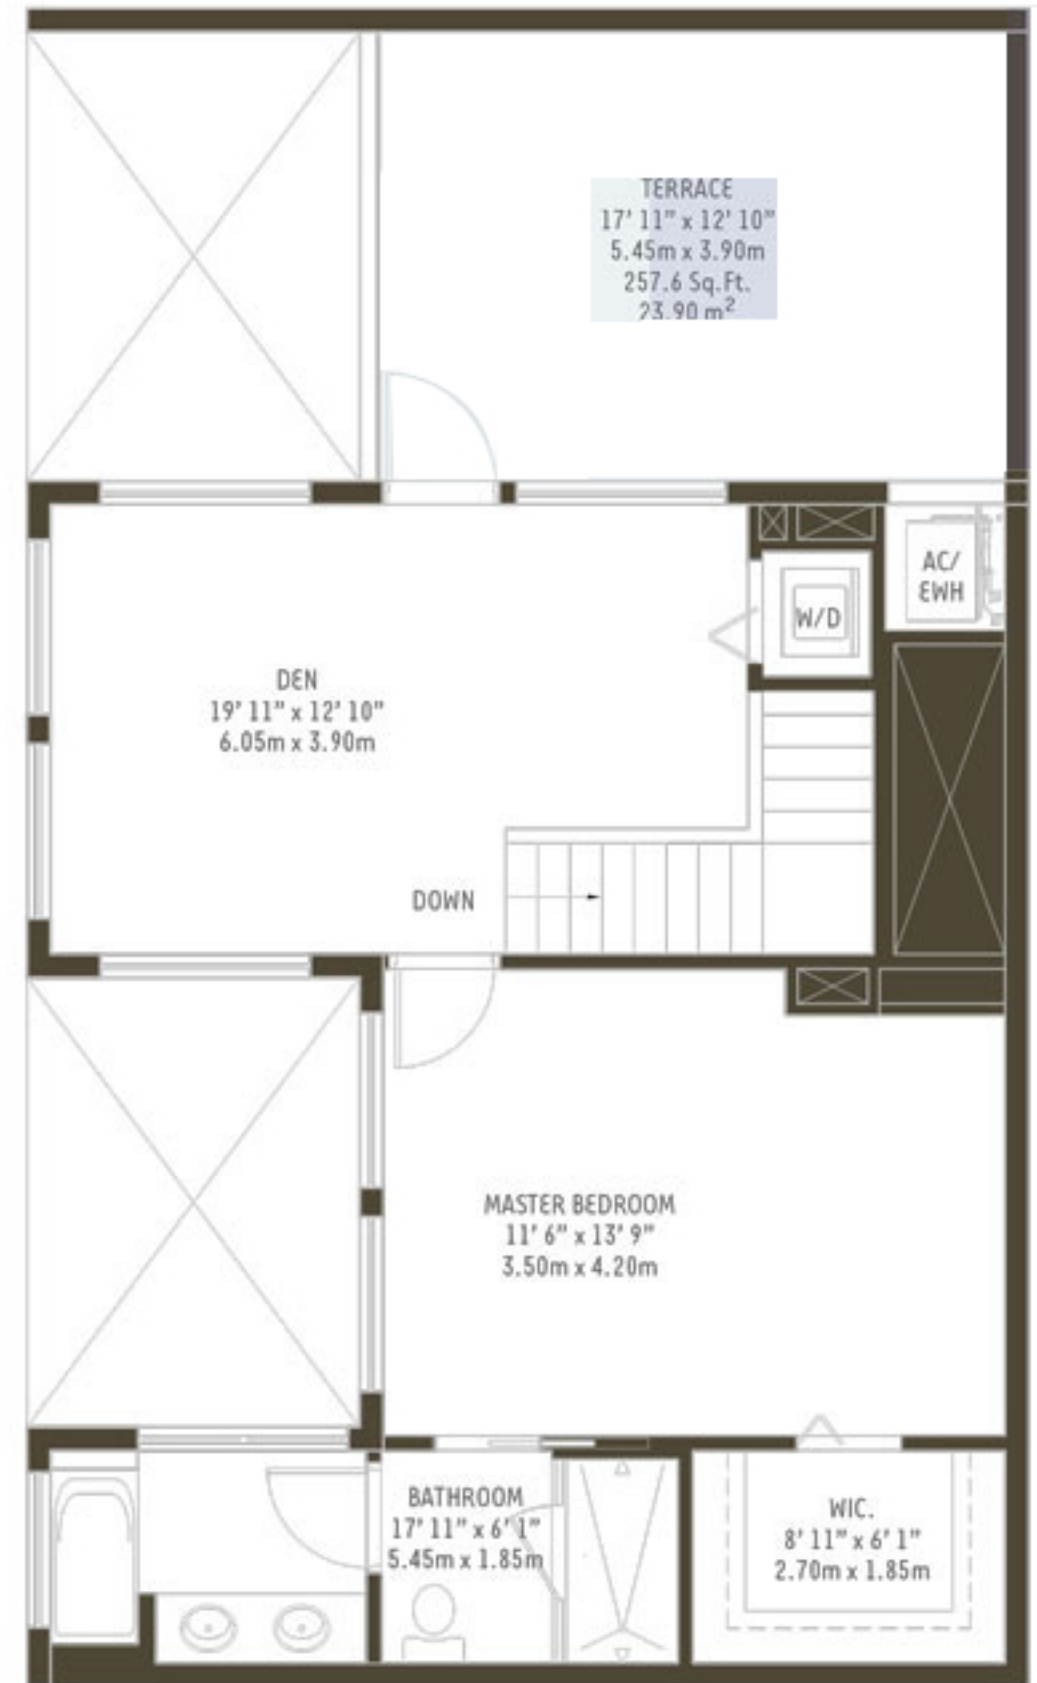 TERRACE
17' 11" x 12' 10"
5.45m x 3.90m
257.6 Sq.Ft.
23.90 m²
AC/
EWH
W/D
DEN
19' 11" x 12' 10"
6.05m x 3.90m
DOWN
MASTER BEDROOM
11' 6" x 13' 9"
3.50m x 4.20m
BATHROOM
17' 11" x 6' 1"
5.45m x 1.85m
WIC.
8' 11" x 6' 1"
2.70m x 1.85m